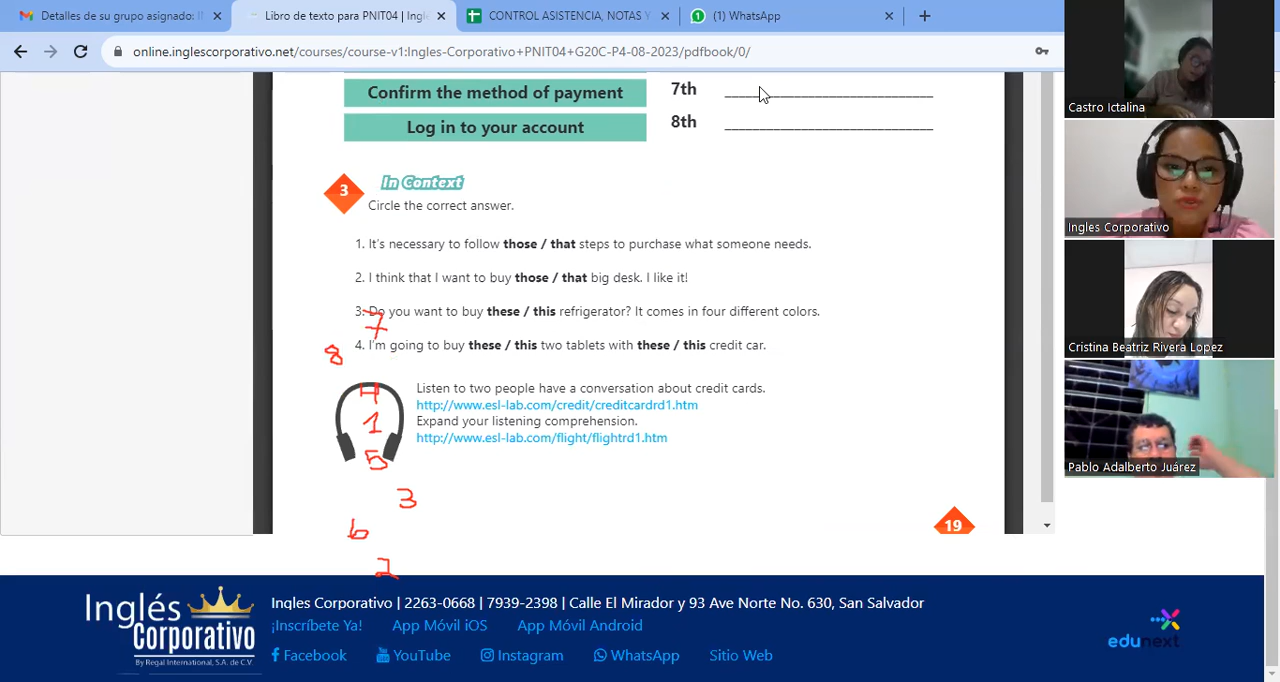 Detalles de su grupo asignado: I
Libro de texto para PNIT04 | Ingl
CONTROL ASISTENCIA, NOTAS Y
(1) WhatsApp
online.inglescorporativo.net/courses/course-v1:Ingles-Corporativo+PNIT04+G20C-P4-08-2023/pdfbook/0/
Confirm the method of payment
7th
Log in to your account
8th
3
In Context
Circle the correct answer.
1. It's necessary to follow those / that steps to purchase what someone needs.
2. I think that I want to buy those / that big desk. I like it!
3. Do you want to buy these / this refrigerator? It comes in four different colors.
7
4. I'm going to buy these / this two tablets with these / this credit car.
8
Listen to two people have a conversation about credit cards.
4
http://www.esl-lab.com/credit/creditcardrd1.htm
1
Expand your listening comprehension.
http://www.esl-lab.com/flight/flightrd1.htm
5
3
6
2
19
Castro Ictalina
Ingles Corporativo
Cristina Beatriz Rivera Lopez
Pablo Adalberto Juárez
Inglés Corporativo
By Regal International, S.A. de C.V.
Ingles Corporativo | 2263-0668 | 7939-2398 | Calle El Mirador y 93 Ave Norte No. 630, San Salvador
¡Inscríbete Ya! App Móvil iOS App Móvil Android
Facebook YouTube Instagram WhatsApp Sitio Web
edunext